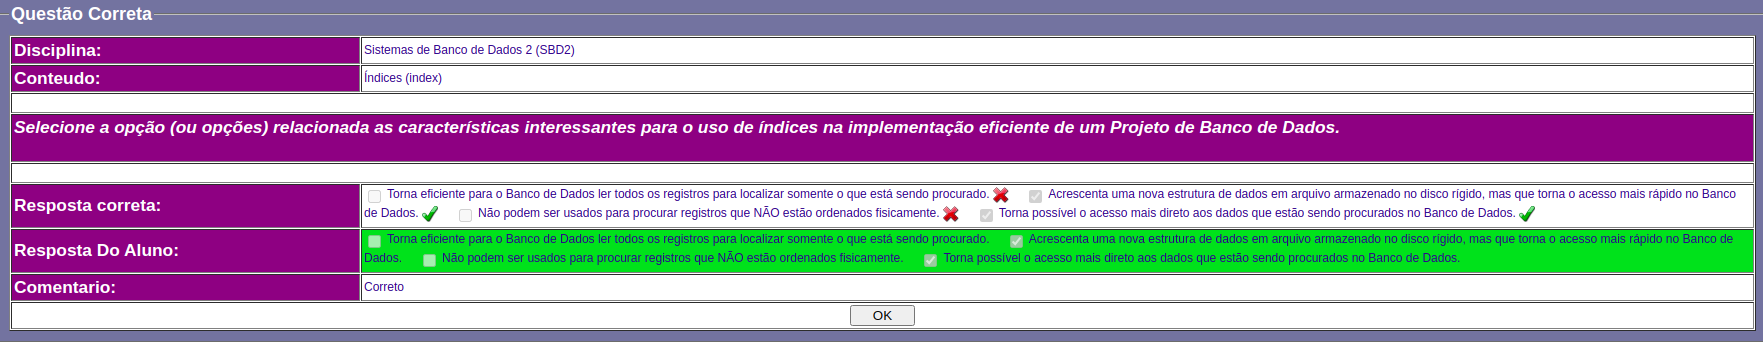 Questão Correta
Disciplina:
Sistemas de Banco de Dados 2 (SBD2)
Conteudo:
Índices (index)
Selecione a opção (ou opções) relacionada as características interessantes para o uso de índices na implementação eficiente de um Projeto de Banco de Dados.
Resposta correta:
Torna eficiente para o Banco de Dados ler todos os registros para localizar somente o que está sendo procurado. Acrescenta uma nova estrutura de dados em arquivo armazenado no disco rígido, mas que torna o acesso mais rápido no Banco
de Dados. Não podem ser usados para procurar registros que NÃO estão ordenados fisicamente. Torna possível o acesso mais direto aos dados que estão sendo procurados no Banco de Dados.
Resposta Do Aluno:
Torna eficiente para o Banco de Dados ler todos os registros para localizar somente o que está sendo procurado. Acrescenta uma nova estrutura de dados em arquivo armazenado no disco rígido, mas que torna o acesso mais rápido no Banco de
Dados. Não podem ser usados para procurar registros que NÃO estão ordenados fisicamente. Torna possível o acesso mais direto aos dados que estão sendo procurados no Banco de Dados.
Comentario:
Correto
OK